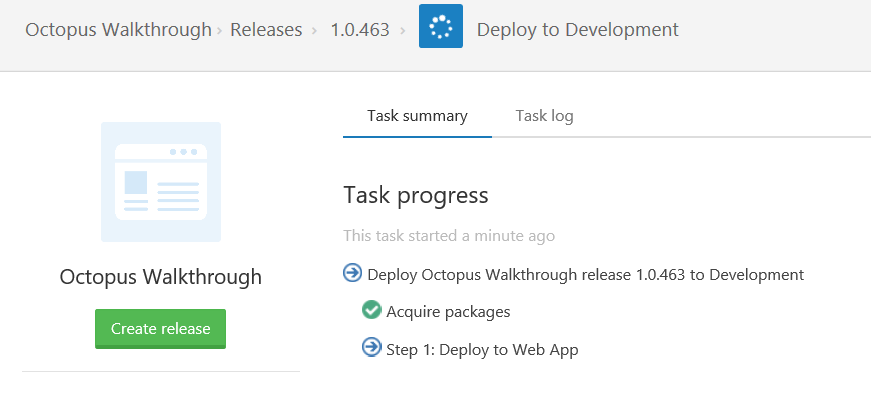 Octopus Walkthrough › Releases › 1.0.463 › Deploy to Development
Task summary Task log
Task progress
This task started a minute ago
Deploy Octopus Walkthrough release 1.0.463 to Development
Acquire packages
Step 1: Deploy to Web App
Octopus Walkthrough
Create release